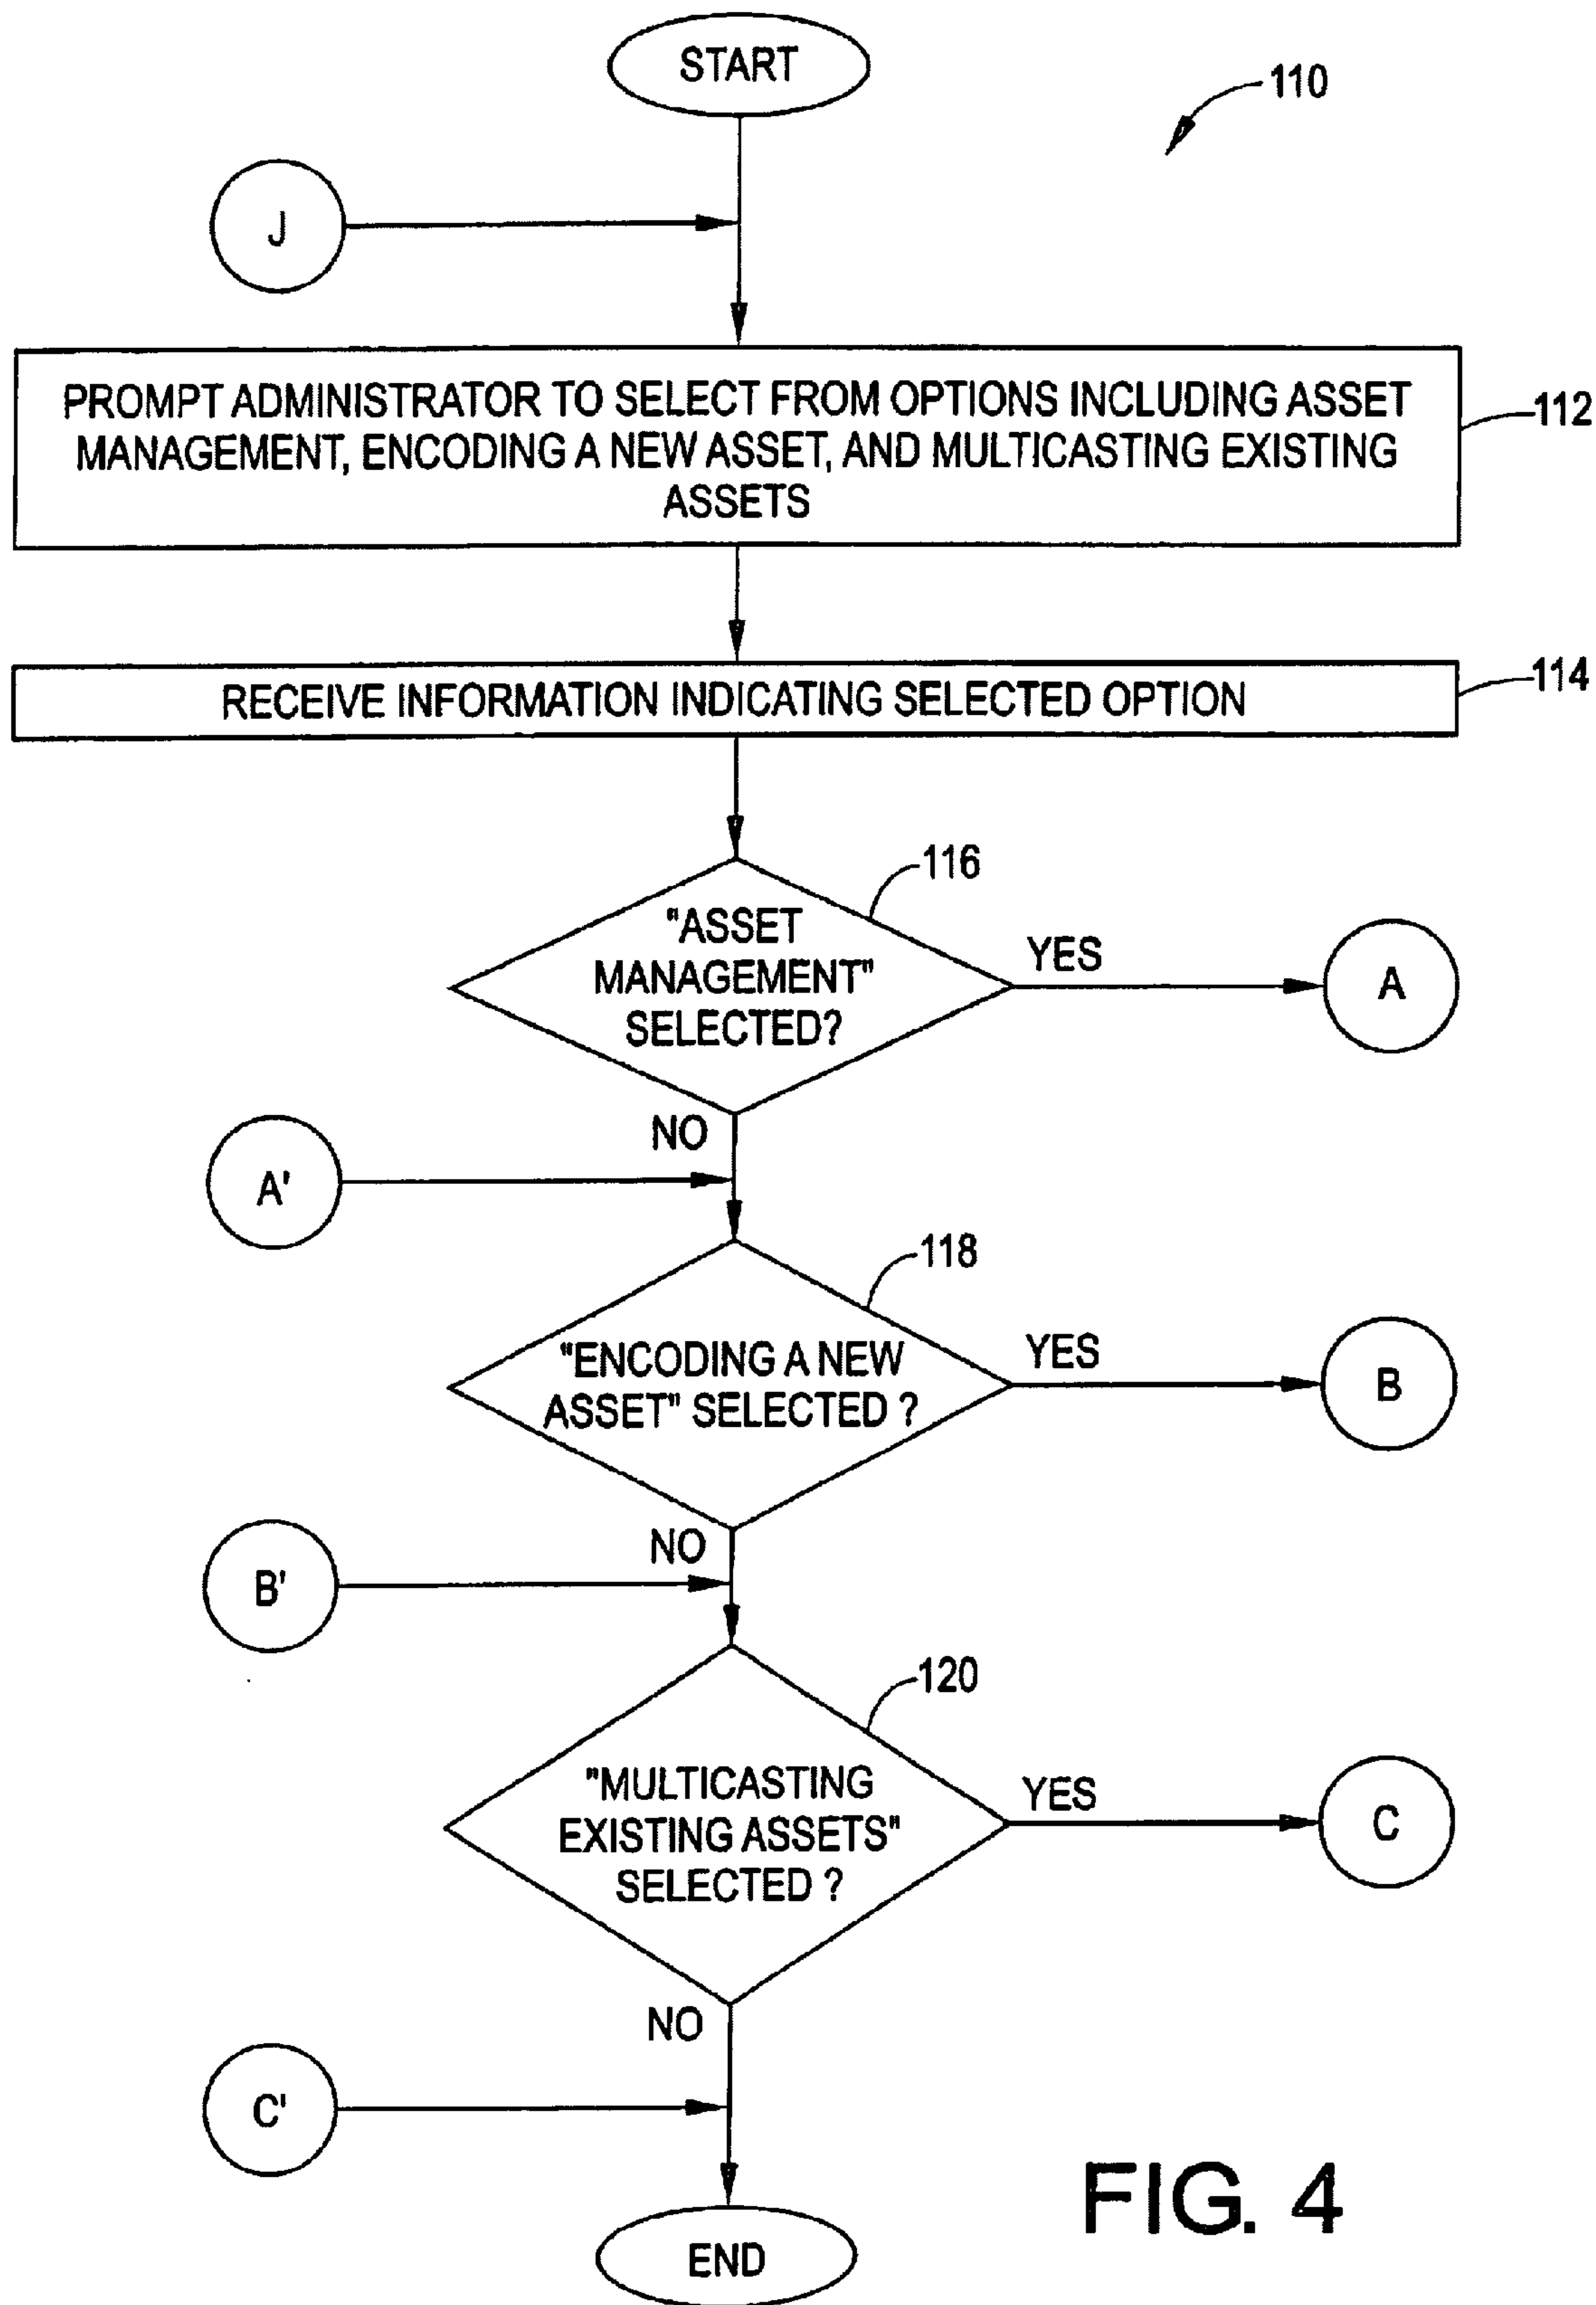 START
110
J
PROMPT ADMINISTRATOR TO SELECT FROM OPTIONS INCLUDING ASSET
MANAGEMENT, ENCODING A NEW ASSET, AND MULTICASTING EXISTING
ASSETS
112
RECEIVE INFORMATION INDICATING SELECTED OPTION
114
116
"ASSET
MANAGEMENT"
SELECTED?
YES
A
NO
A'
118
"ENCODING A NEW
ASSET" SELECTED ?
YES
B
NO
B'
120
"MULTICASTING
EXISTING ASSETS"
SELECTED ?
YES
C
NO
C'
END
FIG. 4